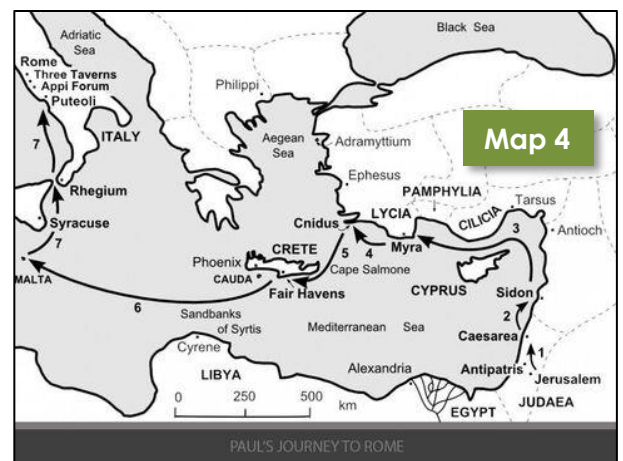 Black Sea
Adriatic
Sea
Rome
Three Taverns
Appi Forum
Puteoli
Philippi
Map 4
7
ITALY
Aegean
Sea
Adramyttium
Rhegium
Ephesus
PAMPHYLIA
Tarsus
Syracuse
Cnidus
LYCIA
CILICIA
3
Antioch
7
CRETE
5
4
Myra
Phoenix
Cape Salmone
MALTA
CAUDA
Fair Havens
CYPRUS
Sidon
6
Sandbanks
of Syrtis
Mediterranean Sea
2
Caesarea
Cyrene
Alexandria
Antipatris
1
Jerusalem
LIBYA
EGYPT
JUDAEA
0 250 500
km
PAUL'S JOURNEY TO ROME